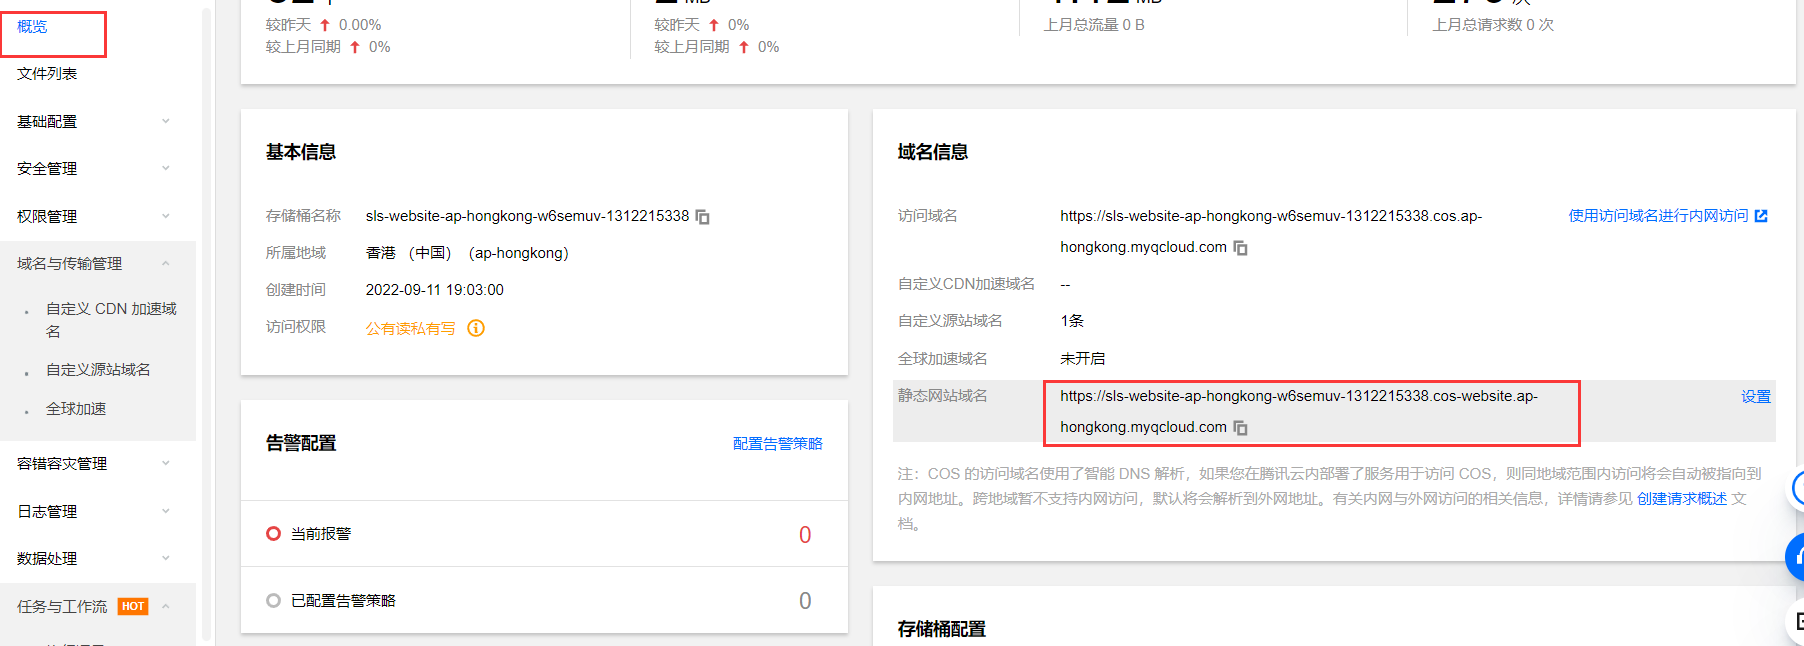 概览
文件列表
基础配置
安全管理
权限管理
域名与传输管理
自定义 CDN 加速域
名
自定义源站域名
全球加速
容错容灾管理
日志管理
数据处理
任务与工作流 HOT
较昨天 0.00%
较上月同期 0%
较昨天 0%
较上月同期 0%
上月总流量 0 B
上月总请求数 0 次
基本信息
存储桶名称 sls-website-ap-hongkong-w6semuv-1312215338
所属地域 香港 （中国） （ap-hongkong）
创建时间 2022-09-11 19:03:00
访问权限 公有读私有写
告警配置 配置告警策略
当前报警 0
已配置告警策略 0
域名信息
访问域名 https://sls-website-ap-hongkong-w6semuv-1312215338.cos.ap- 使用访问域名进行内网访问
hongkong.myqcloud.com
自定义CDN加速域名 --
自定义源站域名 1条
全球加速域名 未开启
静态网站域名 https://sls-website-ap-hongkong-w6semuv-1312215338.cos-website.ap- 设置
hongkong.myqcloud.com
注：COS 的访问域名使用了智能 DNS 解析，如果您在腾讯云内部署了服务用于访问 COS，则同地域范围内访问将会自动被指向到
内网地址。跨地域暂不支持内网访问，默认将会解析到外网地址。有关内网与外网访问的相关信息，详情请参见 创建请求概述 文
档。
存储桶配置